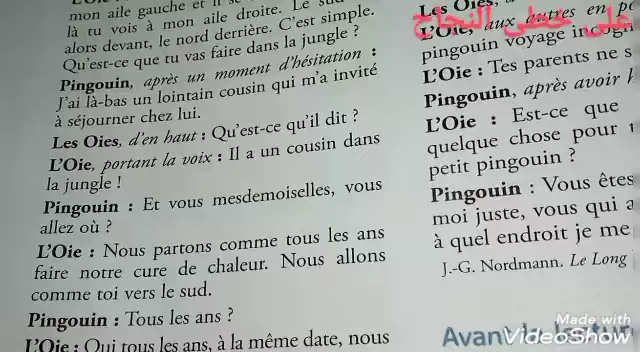 mon aile gauche et
là tu vois à mon aile droite. Le
alors devant, le nord derrière. C'est simple.
Qu'est-ce que tu vas faire dans la jungle ?
Pingouin, après un moment d'hésitation :
J'ai là-bas un lointain cousin qui m'a invité
à séjourner chez lui.
Les Oies, d'en haut : Qu'est-ce qu'il dit ?
L'Oie, portant la voix : Il a un cousin dans
la jungle !
Pingouin : Et vous mesdemoiselles, vous
allez où ?
L'Oie : Nous partons comme tous les ans
faire notre cure de chaleur. Nous allons
comme toi vers le sud.
Pingouin : Tous les ans ?
L'Oie : Oui tous les ans, à la même date, nous
Les Oies,
على خطى النجاح
L'Oie, aux autres en
pingouin voyage
L'Oie : Tes parents ne
Pingouin, après avoir
L'Oie : Est-ce que
quelque chose pour
petit pingouin ?
Pingouin : Vous êtes
moi juste, vous qui
à quel endroit je me
J.-G. Nordmann. Le Long
Made with
VideoShow